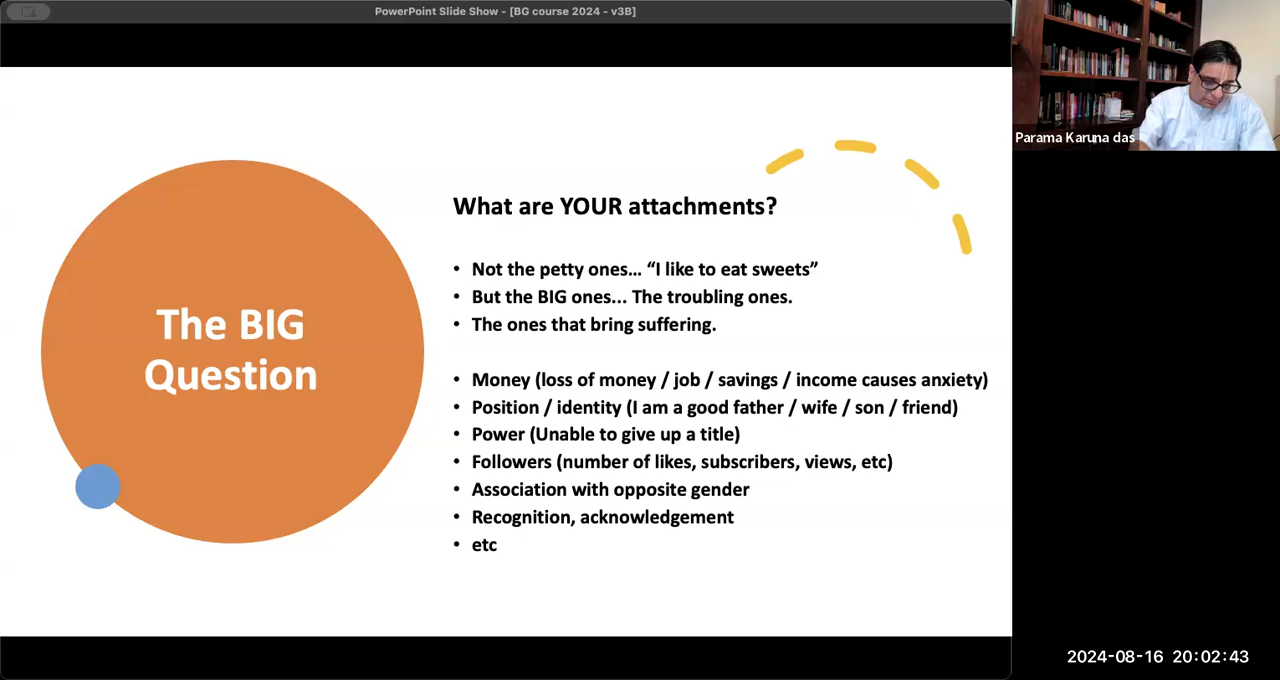 PowerPoint Slide Show - [BG course 2024 - v3B]
The BIG
Question
What are YOUR attachments?
• Not the petty ones… “I like to eat sweets”
• But the BIG ones... The troubling ones.
• The ones that bring suffering.
• Money (loss of money / job / savings / income causes anxiety)
• Position / identity (I am a good father / wife / son / friend)
• Power (Unable to give up a title)
• Followers (number of likes, subscribers, views, etc)
• Association with opposite gender
• Recognition, acknowledgement
• etc
Parama Karuna das
2024-08-16 20:02:43